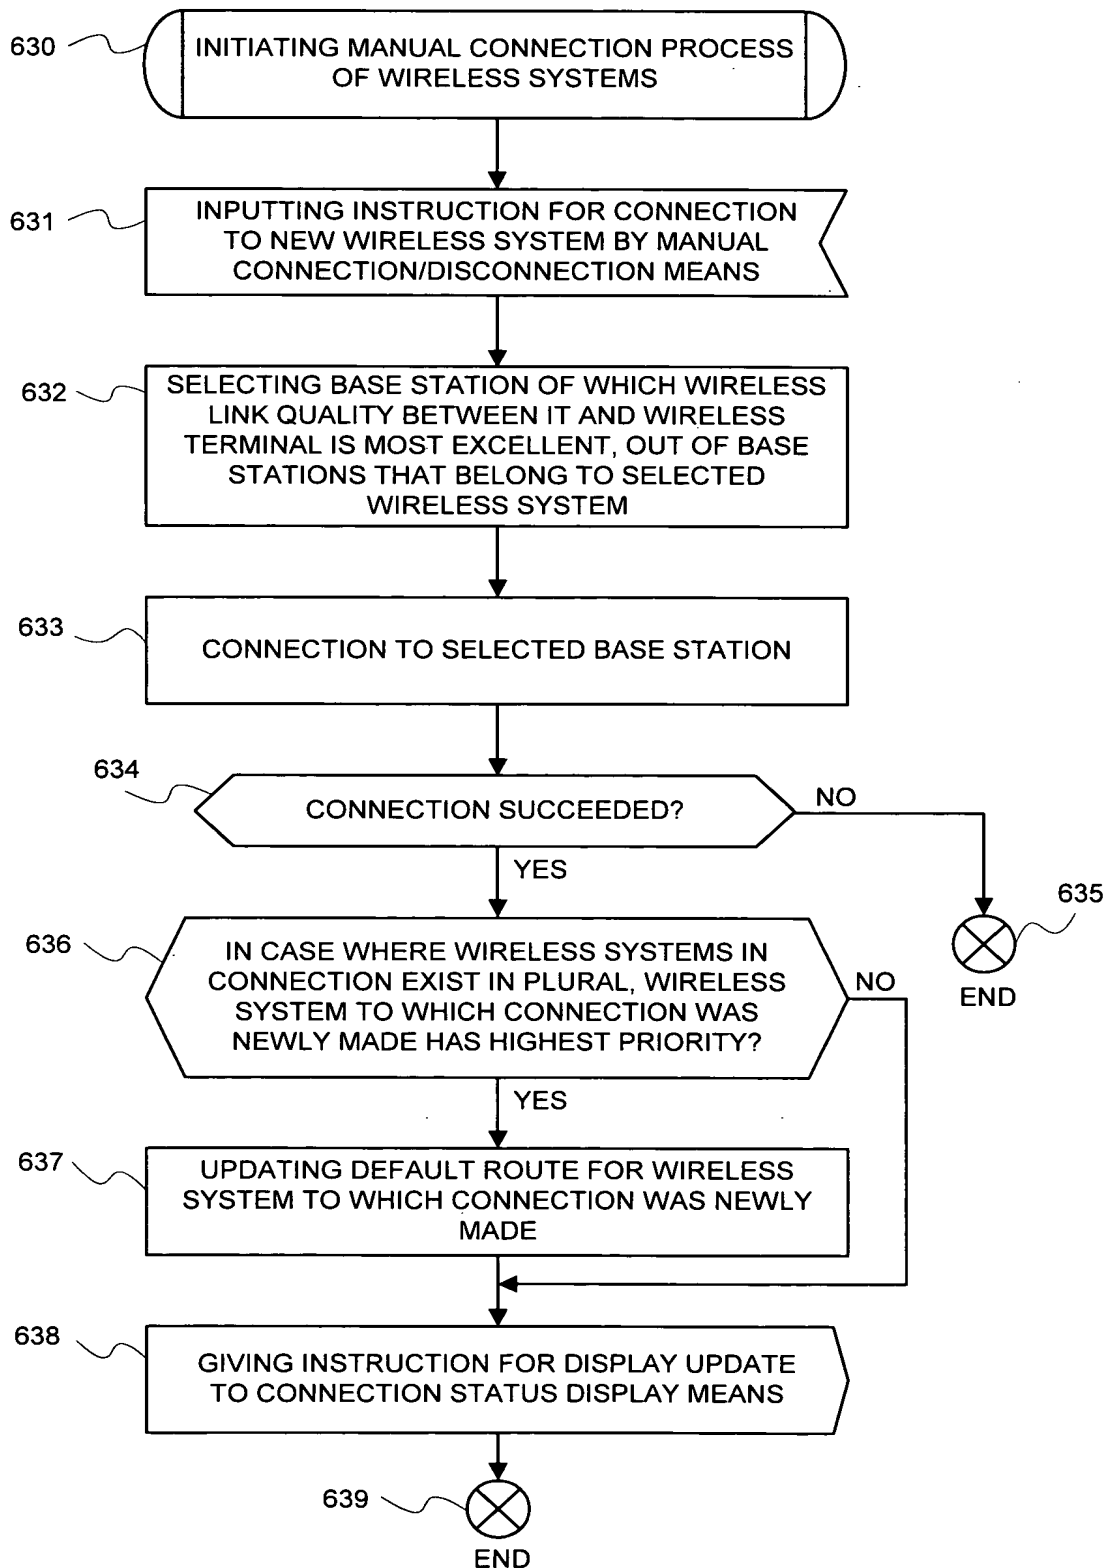 630
INITIATING MANUAL CONNECTION PROCESS
OF WIRELESS SYSTEMS
631
INPUTTING INSTRUCTION FOR CONNECTION
TO NEW WIRELESS SYSTEM BY MANUAL
CONNECTION/DISCONNECTION MEANS
632
SELECTING BASE STATION OF WHICH WIRELESS
LINK QUALITY BETWEEN IT AND WIRELESS
TERMINAL IS MOST EXCELLENT, OUT OF BASE
STATIONS THAT BELONG TO SELECTED
WIRELESS SYSTEM
633
CONNECTION TO SELECTED BASE STATION
634
CONNECTION SUCCEEDED?
NO
YES
635
END
636
IN CASE WHERE WIRELESS SYSTEMS IN
CONNECTION EXIST IN PLURAL, WIRELESS
SYSTEM TO WHICH CONNECTION WAS
NEWLY MADE HAS HIGHEST PRIORITY?
NO
YES
637
UPDATING DEFAULT ROUTE FOR WIRELESS
SYSTEM TO WHICH CONNECTION WAS NEWLY
MADE
638
GIVING INSTRUCTION FOR DISPLAY UPDATE
TO CONNECTION STATUS DISPLAY MEANS
639
END